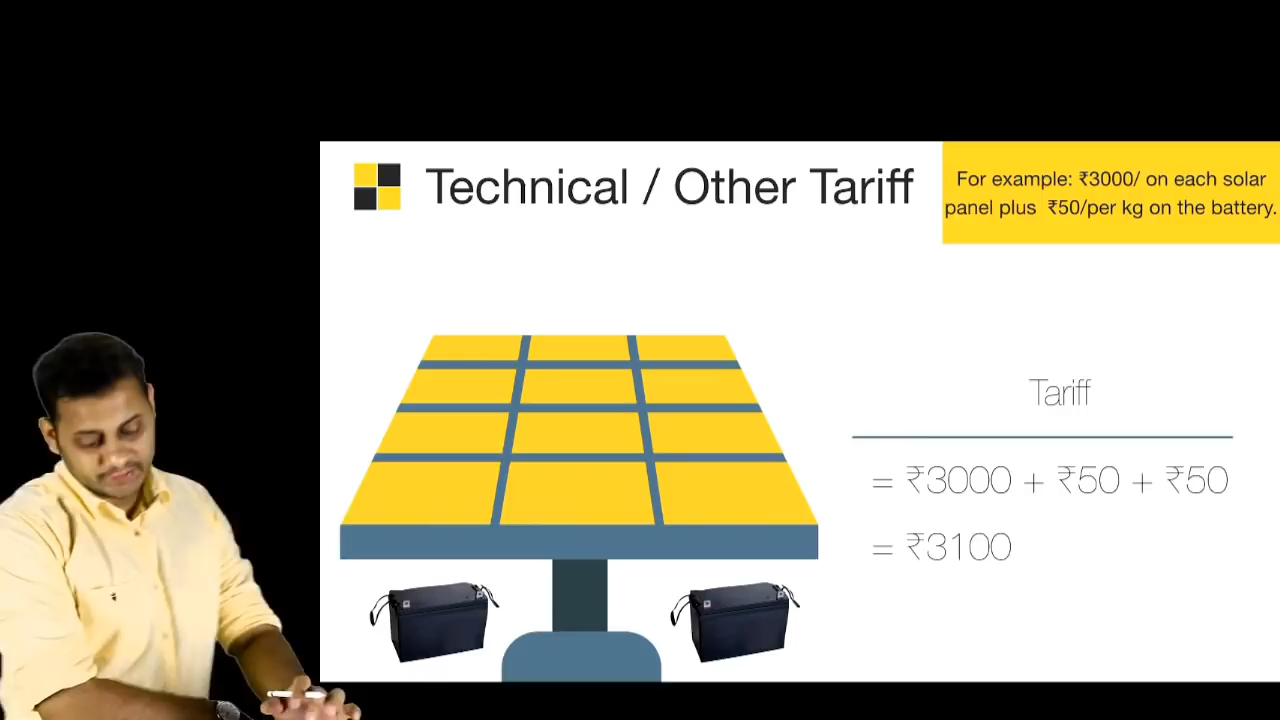 Technical / Other Tariff
For example: ₹3000/ on each solar
panel plus ₹50/per kg on the battery.
Tariff
= ₹3000 + ₹50 + ₹50
= ₹3100